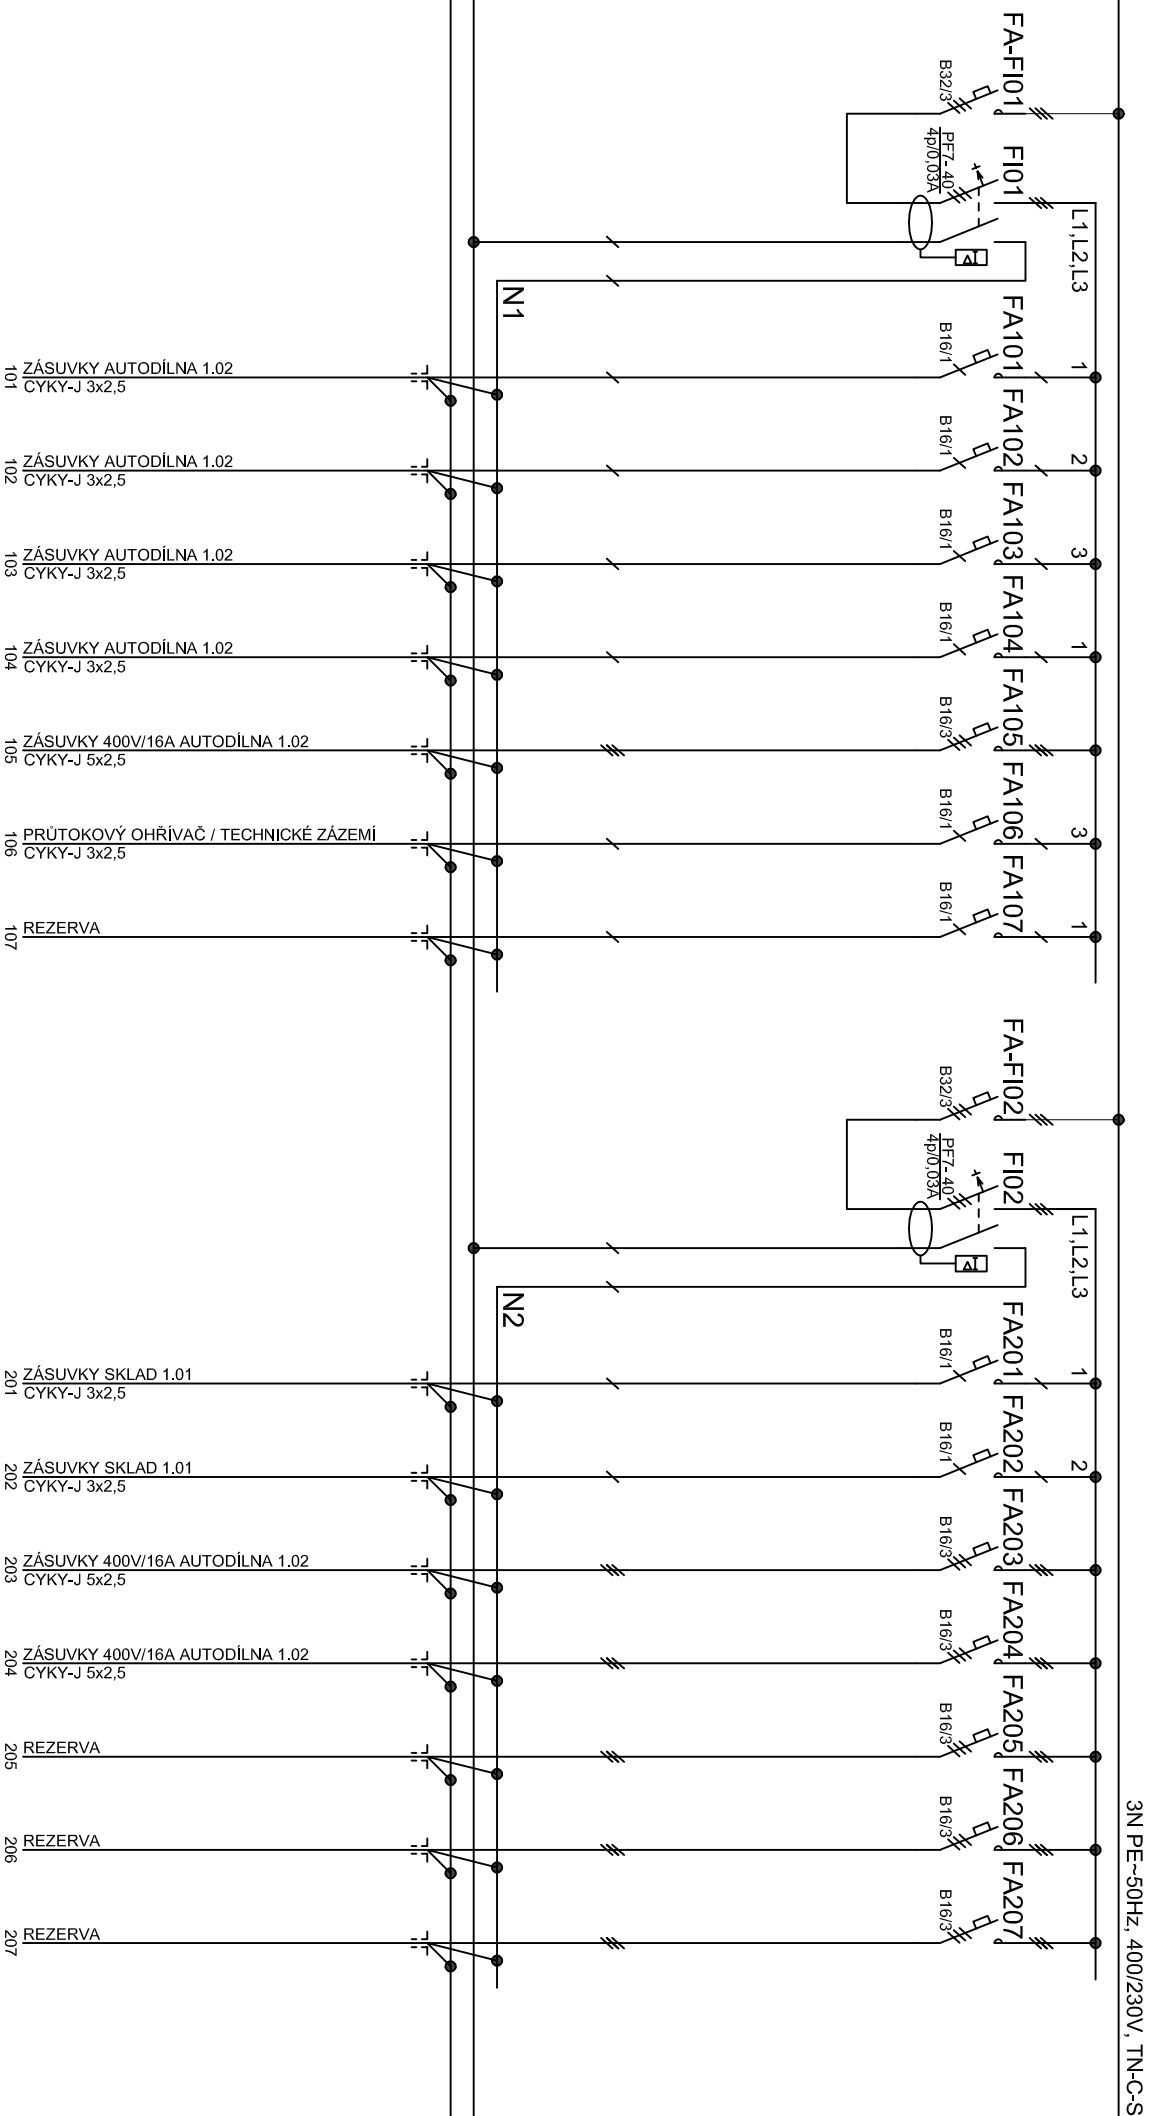 3N PE~50Hz, 400/230V, TN-C-S
FA-FI01
B32/3
FI01
PF7-40
4p/0,03A
ΔI
L1,L2,L3
N1
FA101
B16/1
1
FA102
B16/1
2
FA103
B16/1
3
FA104
B16/1
1
FA105
B16/3
FA106
B16/1
3
FA107
B16/1
1
101
ZÁSUVKY AUTODÍLNA 1.02
CYKY-J 3x2,5
102
ZÁSUVKY AUTODÍLNA 1.02
CYKY-J 3x2,5
103
ZÁSUVKY AUTODÍLNA 1.02
CYKY-J 3x2,5
104
ZÁSUVKY AUTODÍLNA 1.02
CYKY-J 3x2,5
105
ZÁSUVKY 400V/16A AUTODÍLNA 1.02
CYKY-J 5x2,5
106
PRŮTOKOVÝ OHŘÍVAČ / TECHNICKÉ ZÁZEMÍ
CYKY-J 3x2,5
107
REZERVA
FA-FI02
B32/3
FI02
PF7-40
4p/0,03A
ΔI
L1,L2,L3
N2
FA201
B16/1
1
FA202
B16/1
2
FA203
B16/3
FA204
B16/3
FA205
B16/3
FA206
B16/3
FA207
B16/3
201
ZÁSUVKY SKLAD 1.01
CYKY-J 3x2,5
202
ZÁSUVKY SKLAD 1.01
CYKY-J 3x2,5
203
ZÁSUVKY 400V/16A AUTODÍLNA 1.02
CYKY-J 5x2,5
204
ZÁSUVKY 400V/16A AUTODÍLNA 1.02
CYKY-J 5x2,5
205
REZERVA
206
REZERVA
207
REZERVA